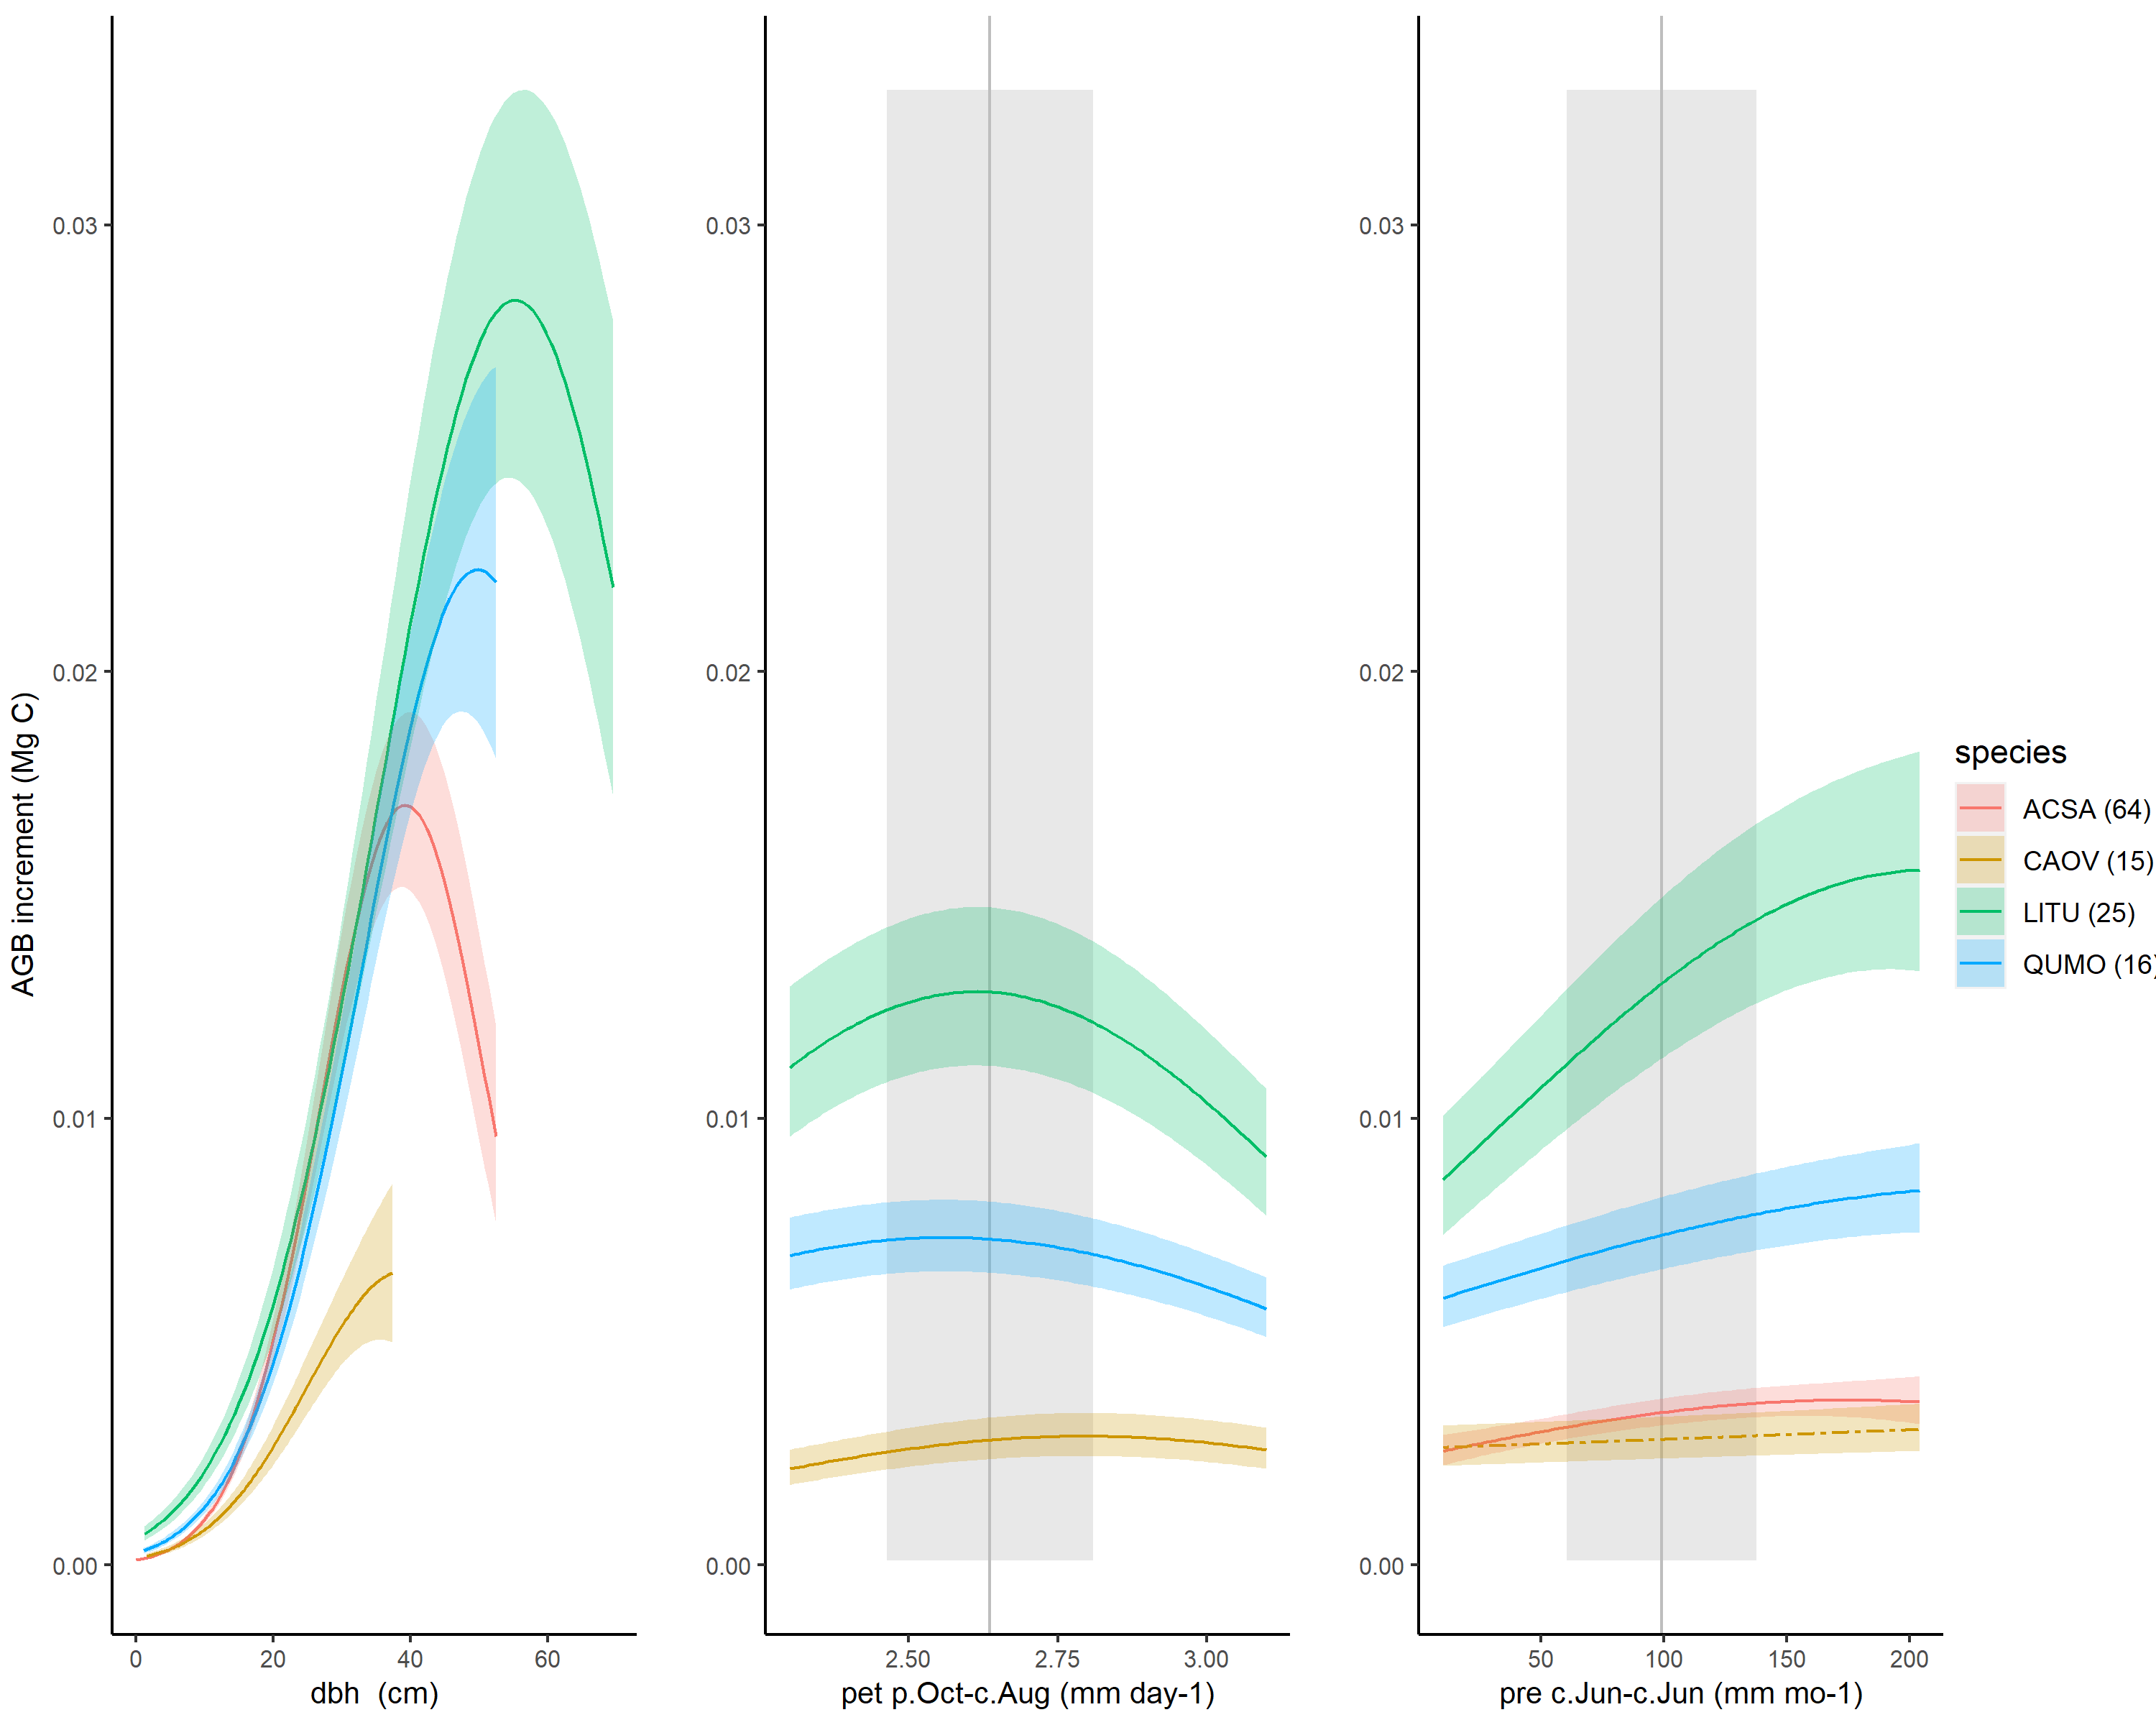 AGB increment (Mg C)
0.03
0.02
0.01
0.00
0 20 40 60
dbh  (cm)
0.03
0.02
0.01
0.00
2.50 2.75 3.00
pet p.Oct-c.Aug (mm day-1)
0.03
0.02
0.01
0.00
50 100 150 200
pre c.Jun-c.Jun (mm mo-1)
species
ACSA (64)
CAOV (15)
LITU (25)
QUMO (16)